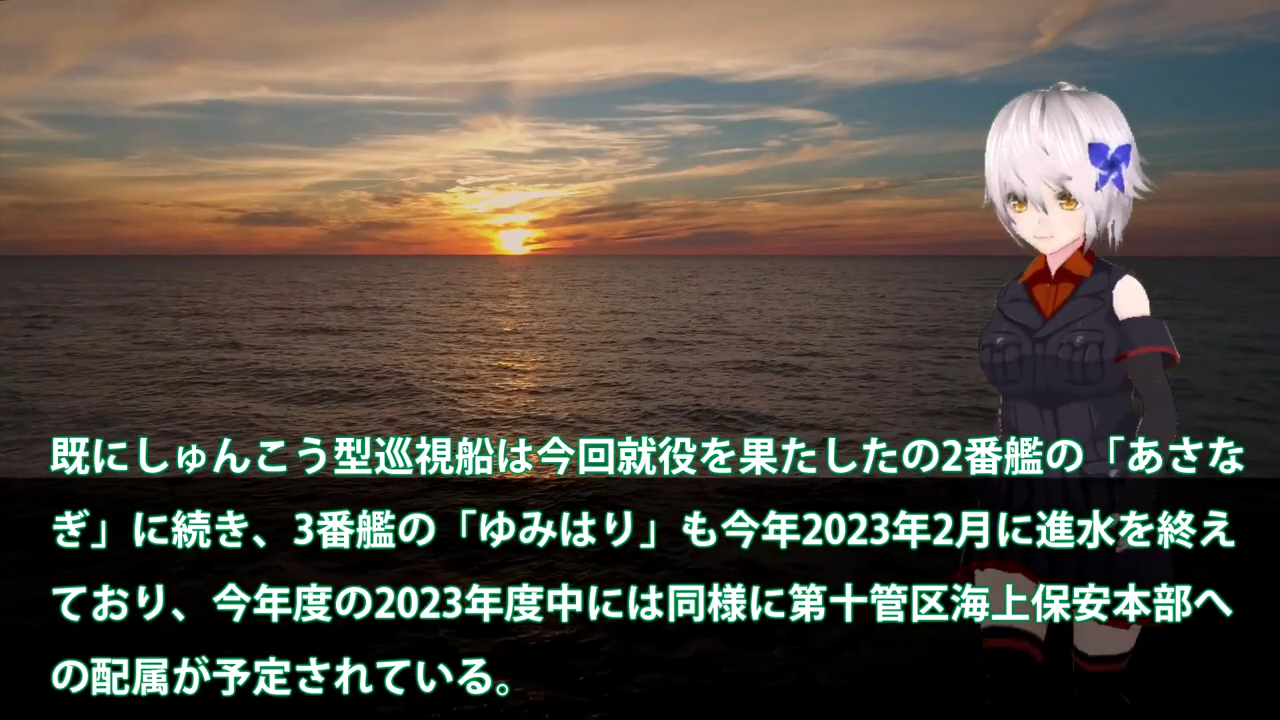 既にしゅんこう型巡視船は今回就役を果たしたの2番艦の「あさな
ぎ」に続き、3番艦の「ゆみはり」も今年2023年2月に進水を終え
ており、今年度の2023年度中には同様に第十管区海上保安本部へ
の配属が予定されている。